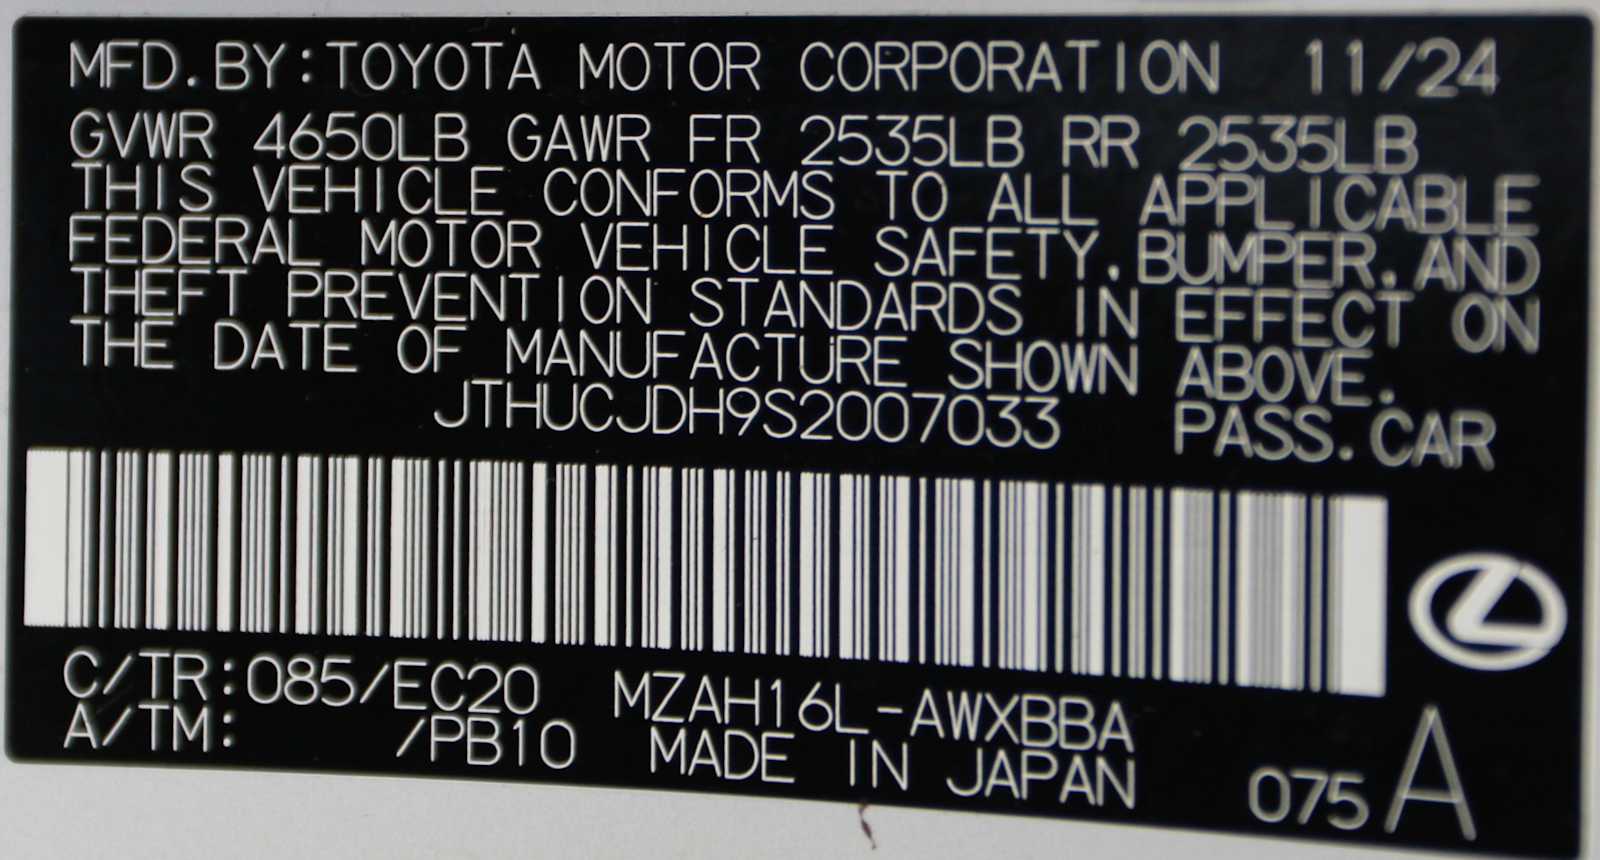 MFD. BY: TOYOTA MOTOR CORPORATION 11/24
GVWR 4650LB GAWR FR 2535LB RR 2535LB
THIS VEHICLE CONFORMS TO ALL APPLICABLE
FEDERAL MOTOR VEHICLE SAFETY, BUMPER, AND
THEFT PREVENTION STANDARDS IN EFFECT ON
THE DATE OF MANUFACTURE SHOWN ABOVE.
JTHUCJDH9S2007033 PASS. CAR
C/TR: 085/EC20 MZAH16L-AWXBBA
A/TM: /PB10 MADE IN JAPAN 075 A